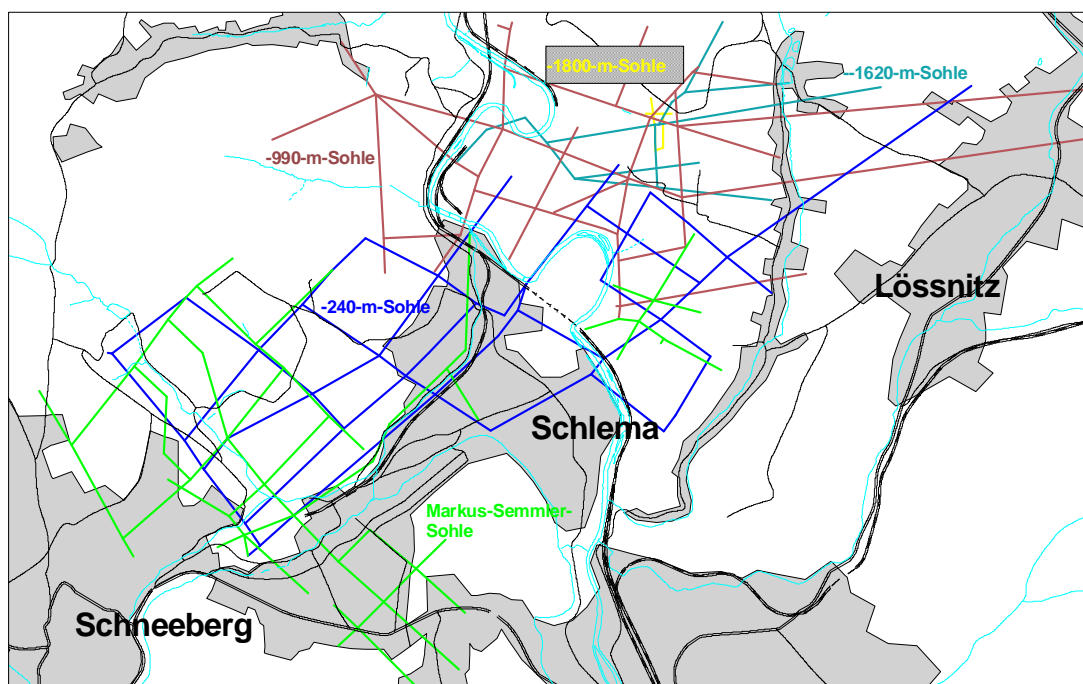 -1800-m-Sohle
--1620-m-Sohle
-990-m-Sohle
Lössnitz
-240-m-Sohle
Schlema
Markus-Semmler-
Sohle
Schneeberg